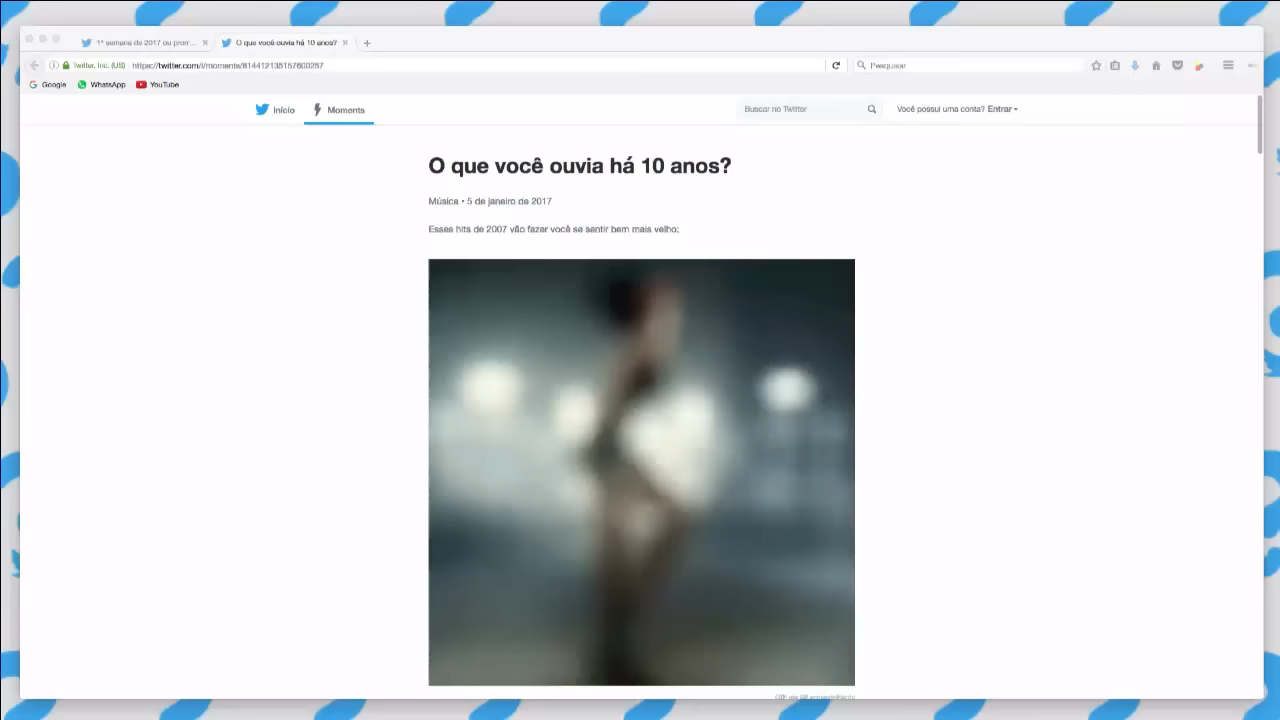 1ª semana de 2017 ou prorr...
O que você ouvia há 10 anos?
Twitter, Inc. (US)
https://twitter.com/i/moments/814412135157600257
Pesquisar
Google
WhatsApp
YouTube
Início
Moments
Buscar no Twitter
Você possui uma conta? Entrar
O que você ouvia há 10 anos?
Música • 5 de janeiro de 2017
Esses hits de 2007 vão fazer você se sentir bem mais velho;